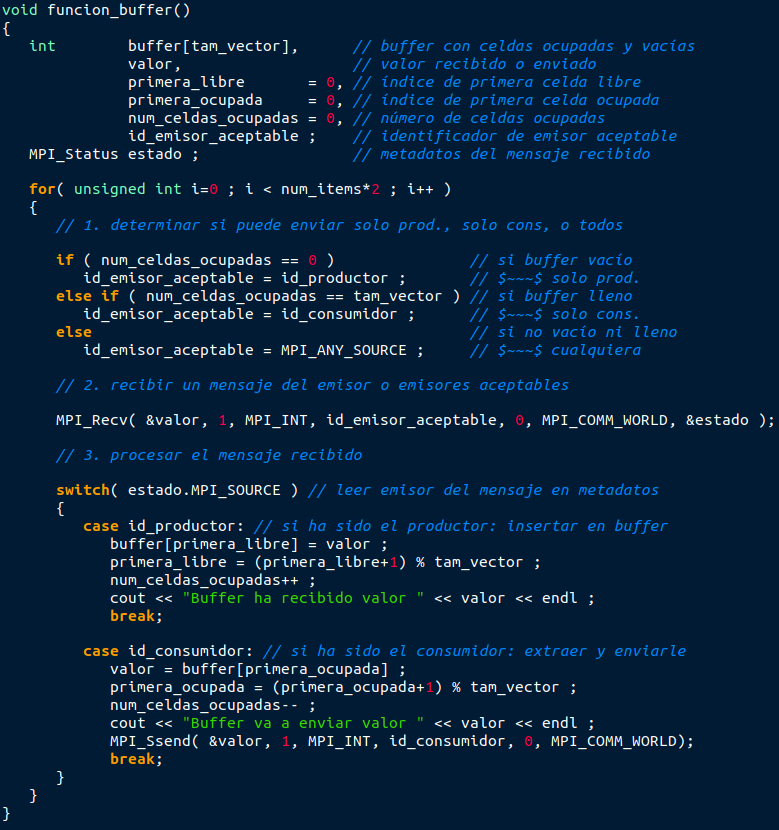 void funcion_buffer()
{
   int        buffer[tam_vector],      // buffer con celdas ocupadas y vacías
              valor,                   // valor recibido o enviado
              primera_libre       = 0, // índice de primera celda libre
              primera_ocupada     = 0, // índice de primera celda ocupada
              num_celdas_ocupadas = 0, // número de celdas ocupadas
              id_emisor_aceptable ;    // identificador de emisor aceptable
   MPI_Status estado ;                 // metadatos del mensaje recibido

   for( unsigned int i=0 ; i < num_items*2 ; i++ )
   {
      // 1. determinar si puede enviar solo prod., solo cons, o todos

      if ( num_celdas_ocupadas == 0 )               // si buffer vacío
         id_emisor_aceptable = id_productor ;       // $~~~$ solo prod.
      else if ( num_celdas_ocupadas == tam_vector ) // si buffer lleno
         id_emisor_aceptable = id_consumidor ;      // $~~~$ solo cons.
      else                                          // si no vacío ni lleno
         id_emisor_aceptable = MPI_ANY_SOURCE ;     // $~~~$ cualquiera

      // 2. recibir un mensaje del emisor o emisores aceptables

      MPI_Recv( &valor, 1, MPI_INT, id_emisor_aceptable, 0, MPI_COMM_WORLD, &estado );

      // 3. procesar el mensaje recibido

      switch( estado.MPI_SOURCE ) // leer emisor del mensaje en metadatos
      {
         case id_productor: // si ha sido el productor: insertar en buffer
            buffer[primera_libre] = valor ;
            primera_libre = (primera_libre+1) % tam_vector ;
            num_celdas_ocupadas++ ;
            cout << "Buffer ha recibido valor " << valor << endl ;
            break;

         case id_consumidor: // si ha sido el consumidor: extraer y enviarle
            valor = buffer[primera_ocupada] ;
            primera_ocupada = (primera_ocupada+1) % tam_vector ;
            num_celdas_ocupadas-- ;
            cout << "Buffer va a enviar valor " << valor << endl ;
            MPI_Ssend( &valor, 1, MPI_INT, id_consumidor, 0, MPI_COMM_WORLD);
            break;
      }
   }
}